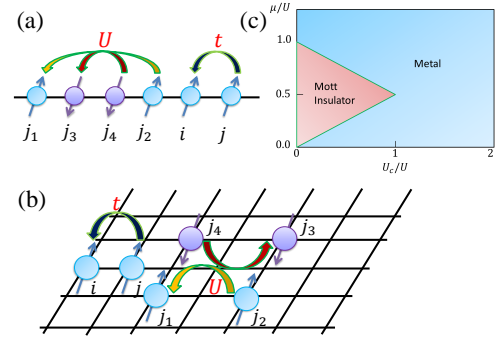 (a)
U
t
j₁ j₃ j₄ j₂ i j
(c)
μ/U
1.0
0.5
0.0
Mott
Insulator
Metal
0 1 2
U_c/U
(b)
t
j₄ j₃
i j
U
j₁ j₂